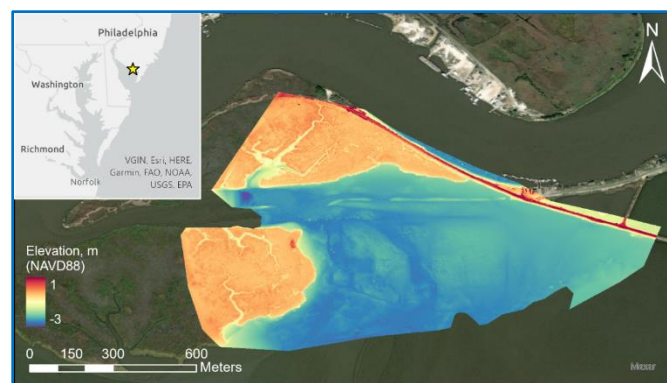 Philadelphia
Washington
Richmond
Norfolk
VGIN, Esri, HERE,
Garmin, FAO, NOAA,
USGS, EPA
N
Elevation, m
(NAVD88)
1
-3
0 150 300 600
Meters
Maxar